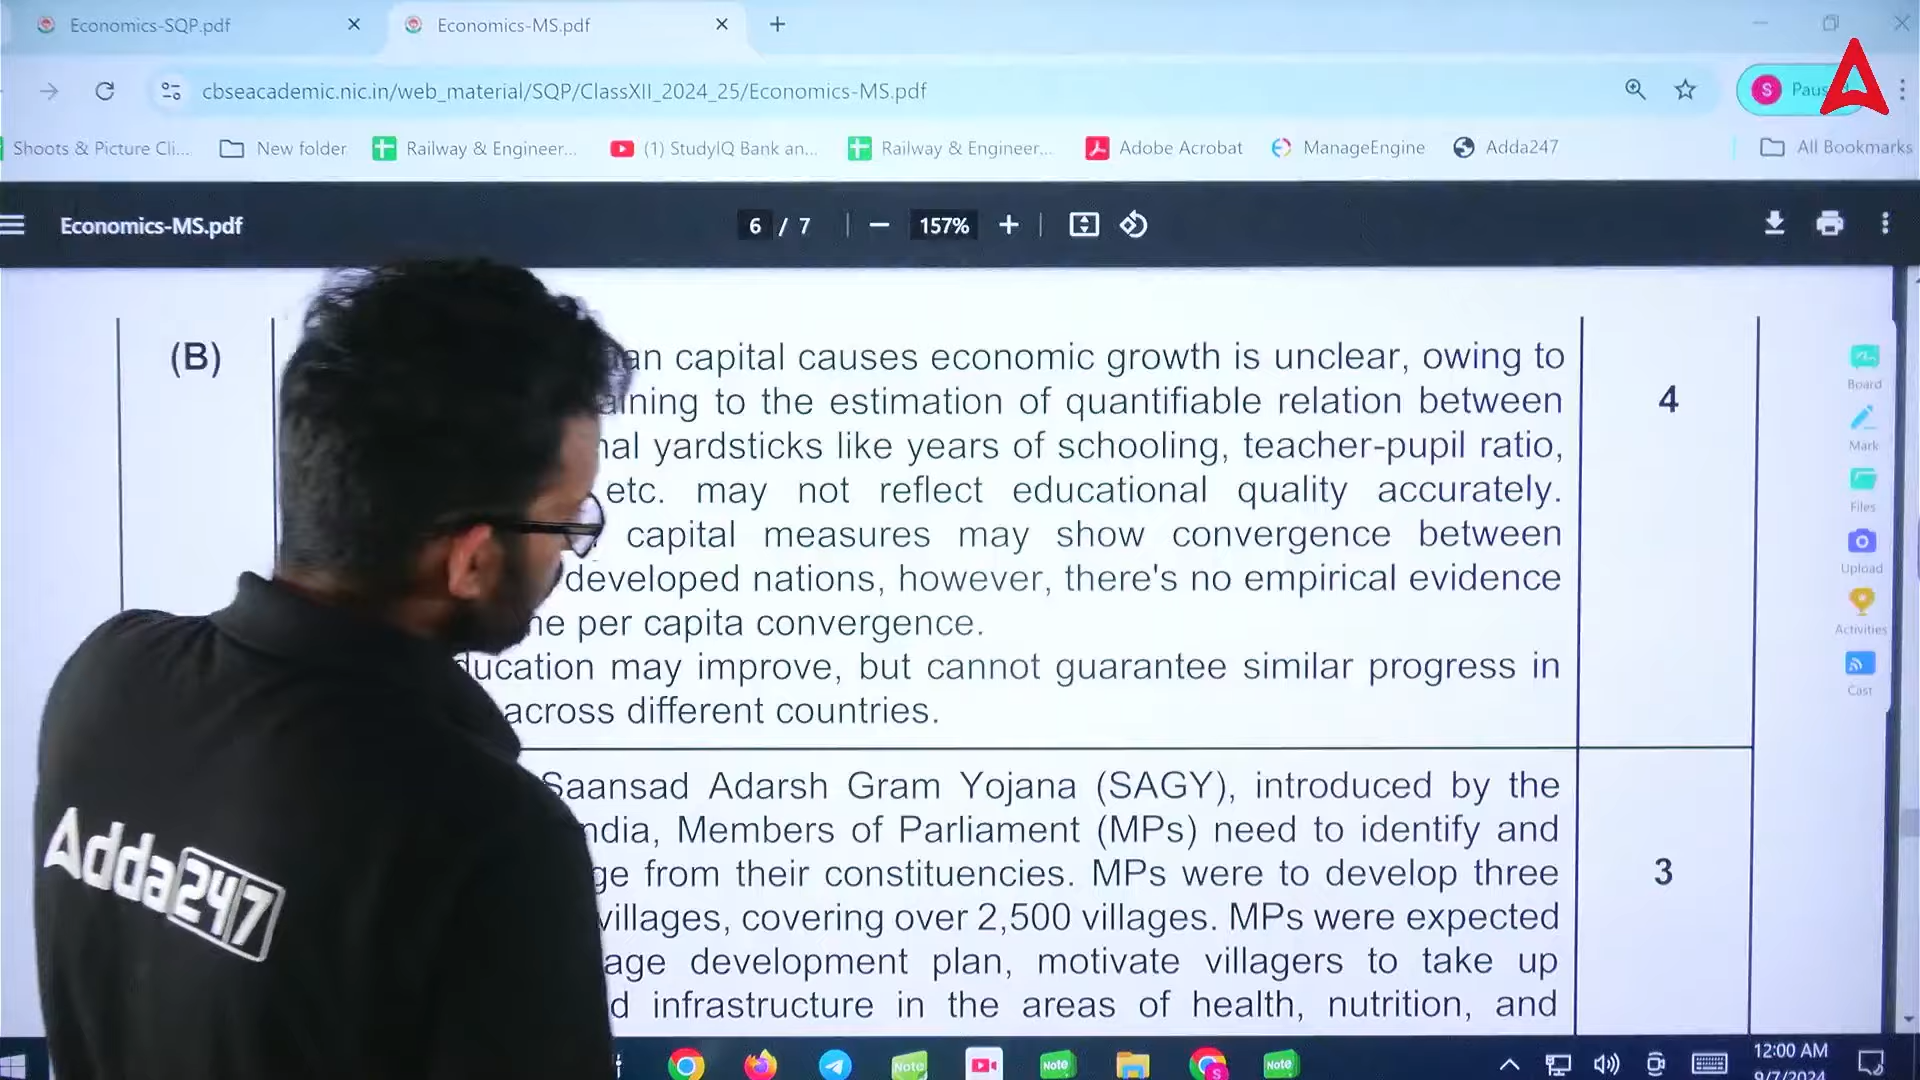 Economics-SQP.pdf
Economics-MS.pdf
cbseacademic.nic.in/web_material/SQP/ClassXII_2024_25/Economics-MS.pdf
S
Shoots & Picture Cli...
New folder
Railway & Engineer...
(1) StudyIQ Bank an...
Railway & Engineer...
Adobe Acrobat
ManageEngine
Adda247
All Bookmarks
Economics-MS.pdf
6 / 7
157%
(B)
an capital causes economic growth is unclear, owing to
aining to the estimation of quantifiable relation between
nal yardsticks like years of schooling, teacher-pupil ratio,
etc. may not reflect educational quality accurately.
capital measures may show convergence between
developed nations, however, there's no empirical evidence
me per capita convergence.
ducation may improve, but cannot guarantee similar progress in
across different countries.
4
Saansad Adarsh Gram Yojana (SAGY), introduced by the
ndia, Members of Parliament (MPs) need to identify and
ge from their constituencies. MPs were to develop three
villages, covering over 2,500 villages. MPs were expected
age development plan, motivate villagers to take up
d infrastructure in the areas of health, nutrition, and
3
Board
Mark
Files
Upload
Activities
Cast
Adda247
Note
Note
S
Note
12:00 AM
9/7/2024